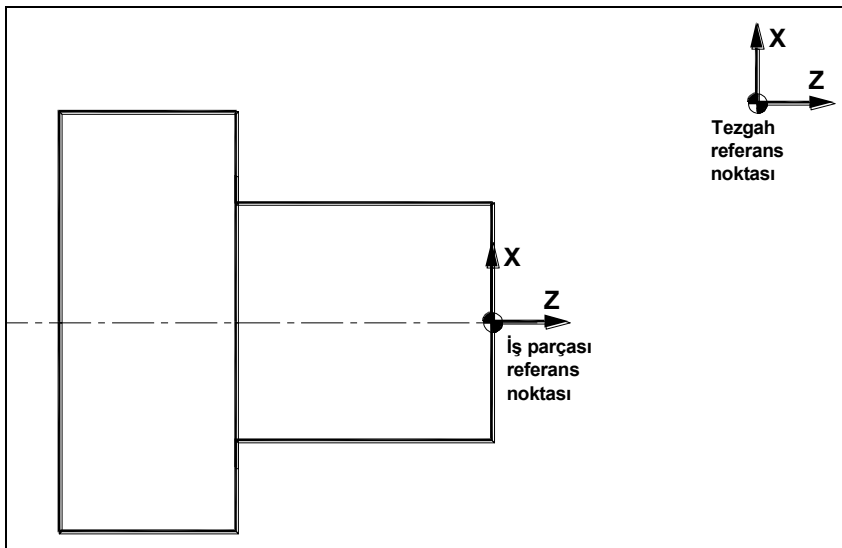 X
Z
Tezgah
referans
noktası
X
Z
İş parçası
referans
noktası